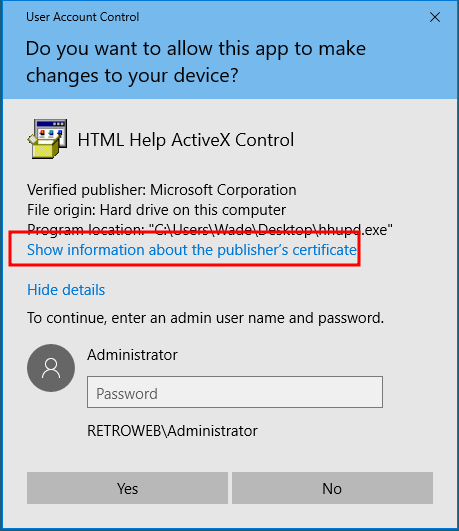 User Account Control
Do you want to allow this app to make
changes to your device?
HTML Help ActiveX Control
Verified publisher: Microsoft Corporation
File origin: Hard drive on this computer
Program location: "C:\Users\Wade\Desktop\hhupd.exe"
Show information about the publisher's certificate
Hide details
To continue, enter an admin user name and password.
Administrator
Password
RETROWEB\Administrator
Yes
No